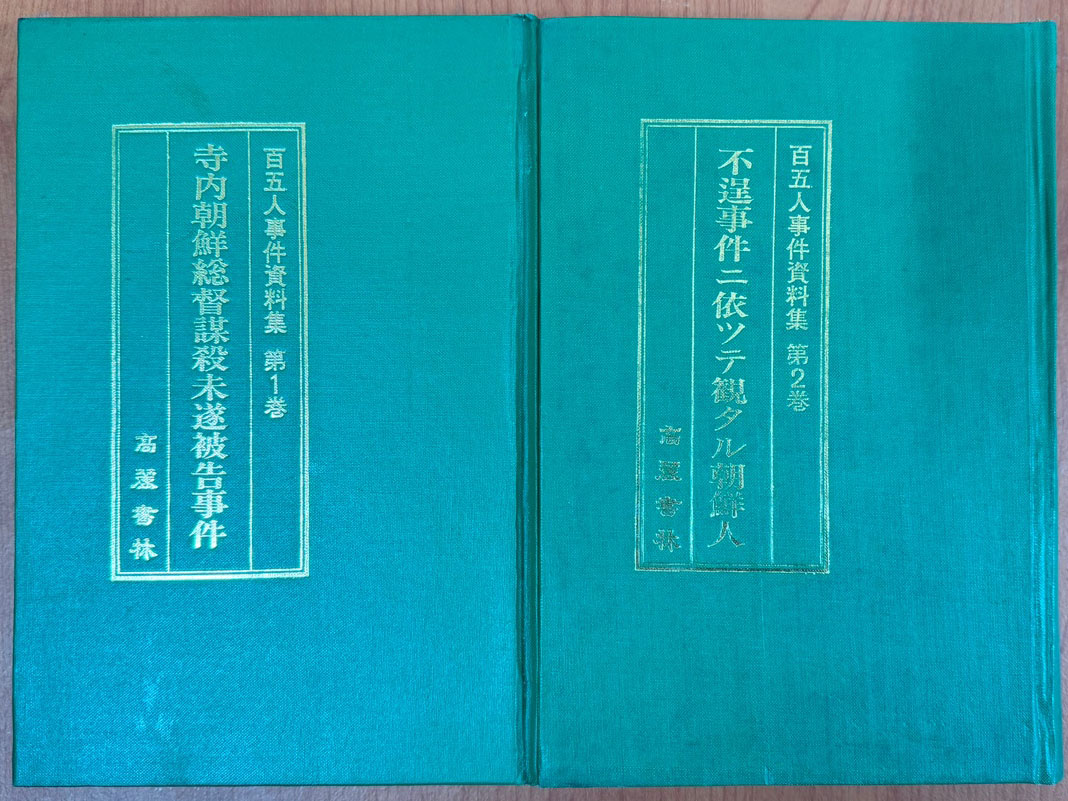 百五人事件資料集 第1巻
寺内朝鮮総督謀殺未遂被告事件
高麗書林
百五人事件資料集 第2巻
不逞事件ニ依ツテ観タル朝鮮人
高麗書林